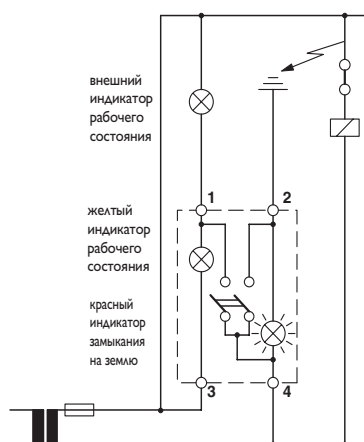 внешний
индикатор
рабочего
состояния
1
2
желтый
индикатор
рабочего
состояния
красный
индикатор
замыкания
на землю
3
4